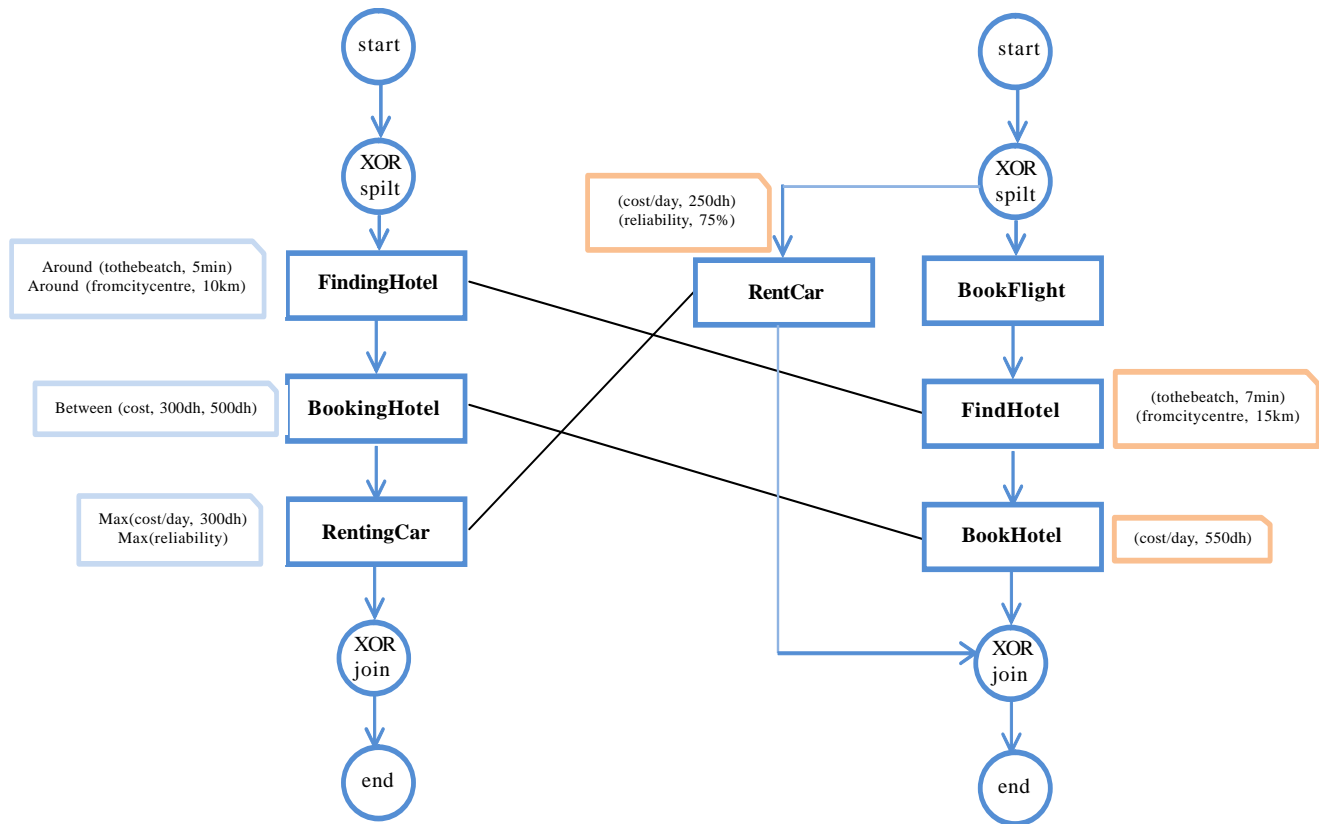 start
XOR
spilt
Around (tothebeatch, 5min)
Around (fromcitycentre, 10km)
FindingHotel
Between (cost, 300dh, 500dh)
BookingHotel
Max(cost/day, 300dh)
Max(reliability)
RentingCar
XOR
join
end
start
XOR
spilt
(cost/day, 250dh)
(reliability, 75%)
RentCar
BookFlight
FindHotel
(tothebeatch, 7min)
(fromcitycentre, 15km)
BookHotel
(cost/day, 550dh)
XOR
join
end